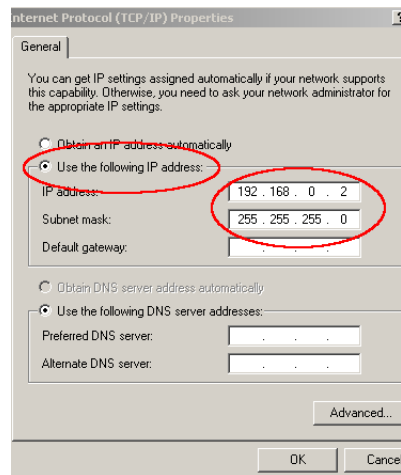 nternet Protocol (TCP/IP) Properties
?
General
You can get IP settings assigned automatically if your network supports
this capability. Otherwise, you need to ask your network administrator for
the appropriate IP settings.
Obtain an IP address automatically
Use the following IP address:
IP address: 192 . 168 . 0 . 2
Subnet mask: 255 . 255 . 255 . 0
Default gateway: . . .
Obtain DNS server address automatically
Use the following DNS server addresses:
Preferred DNS server: . . .
Alternate DNS server: . . .
Advanced...
OK Cance